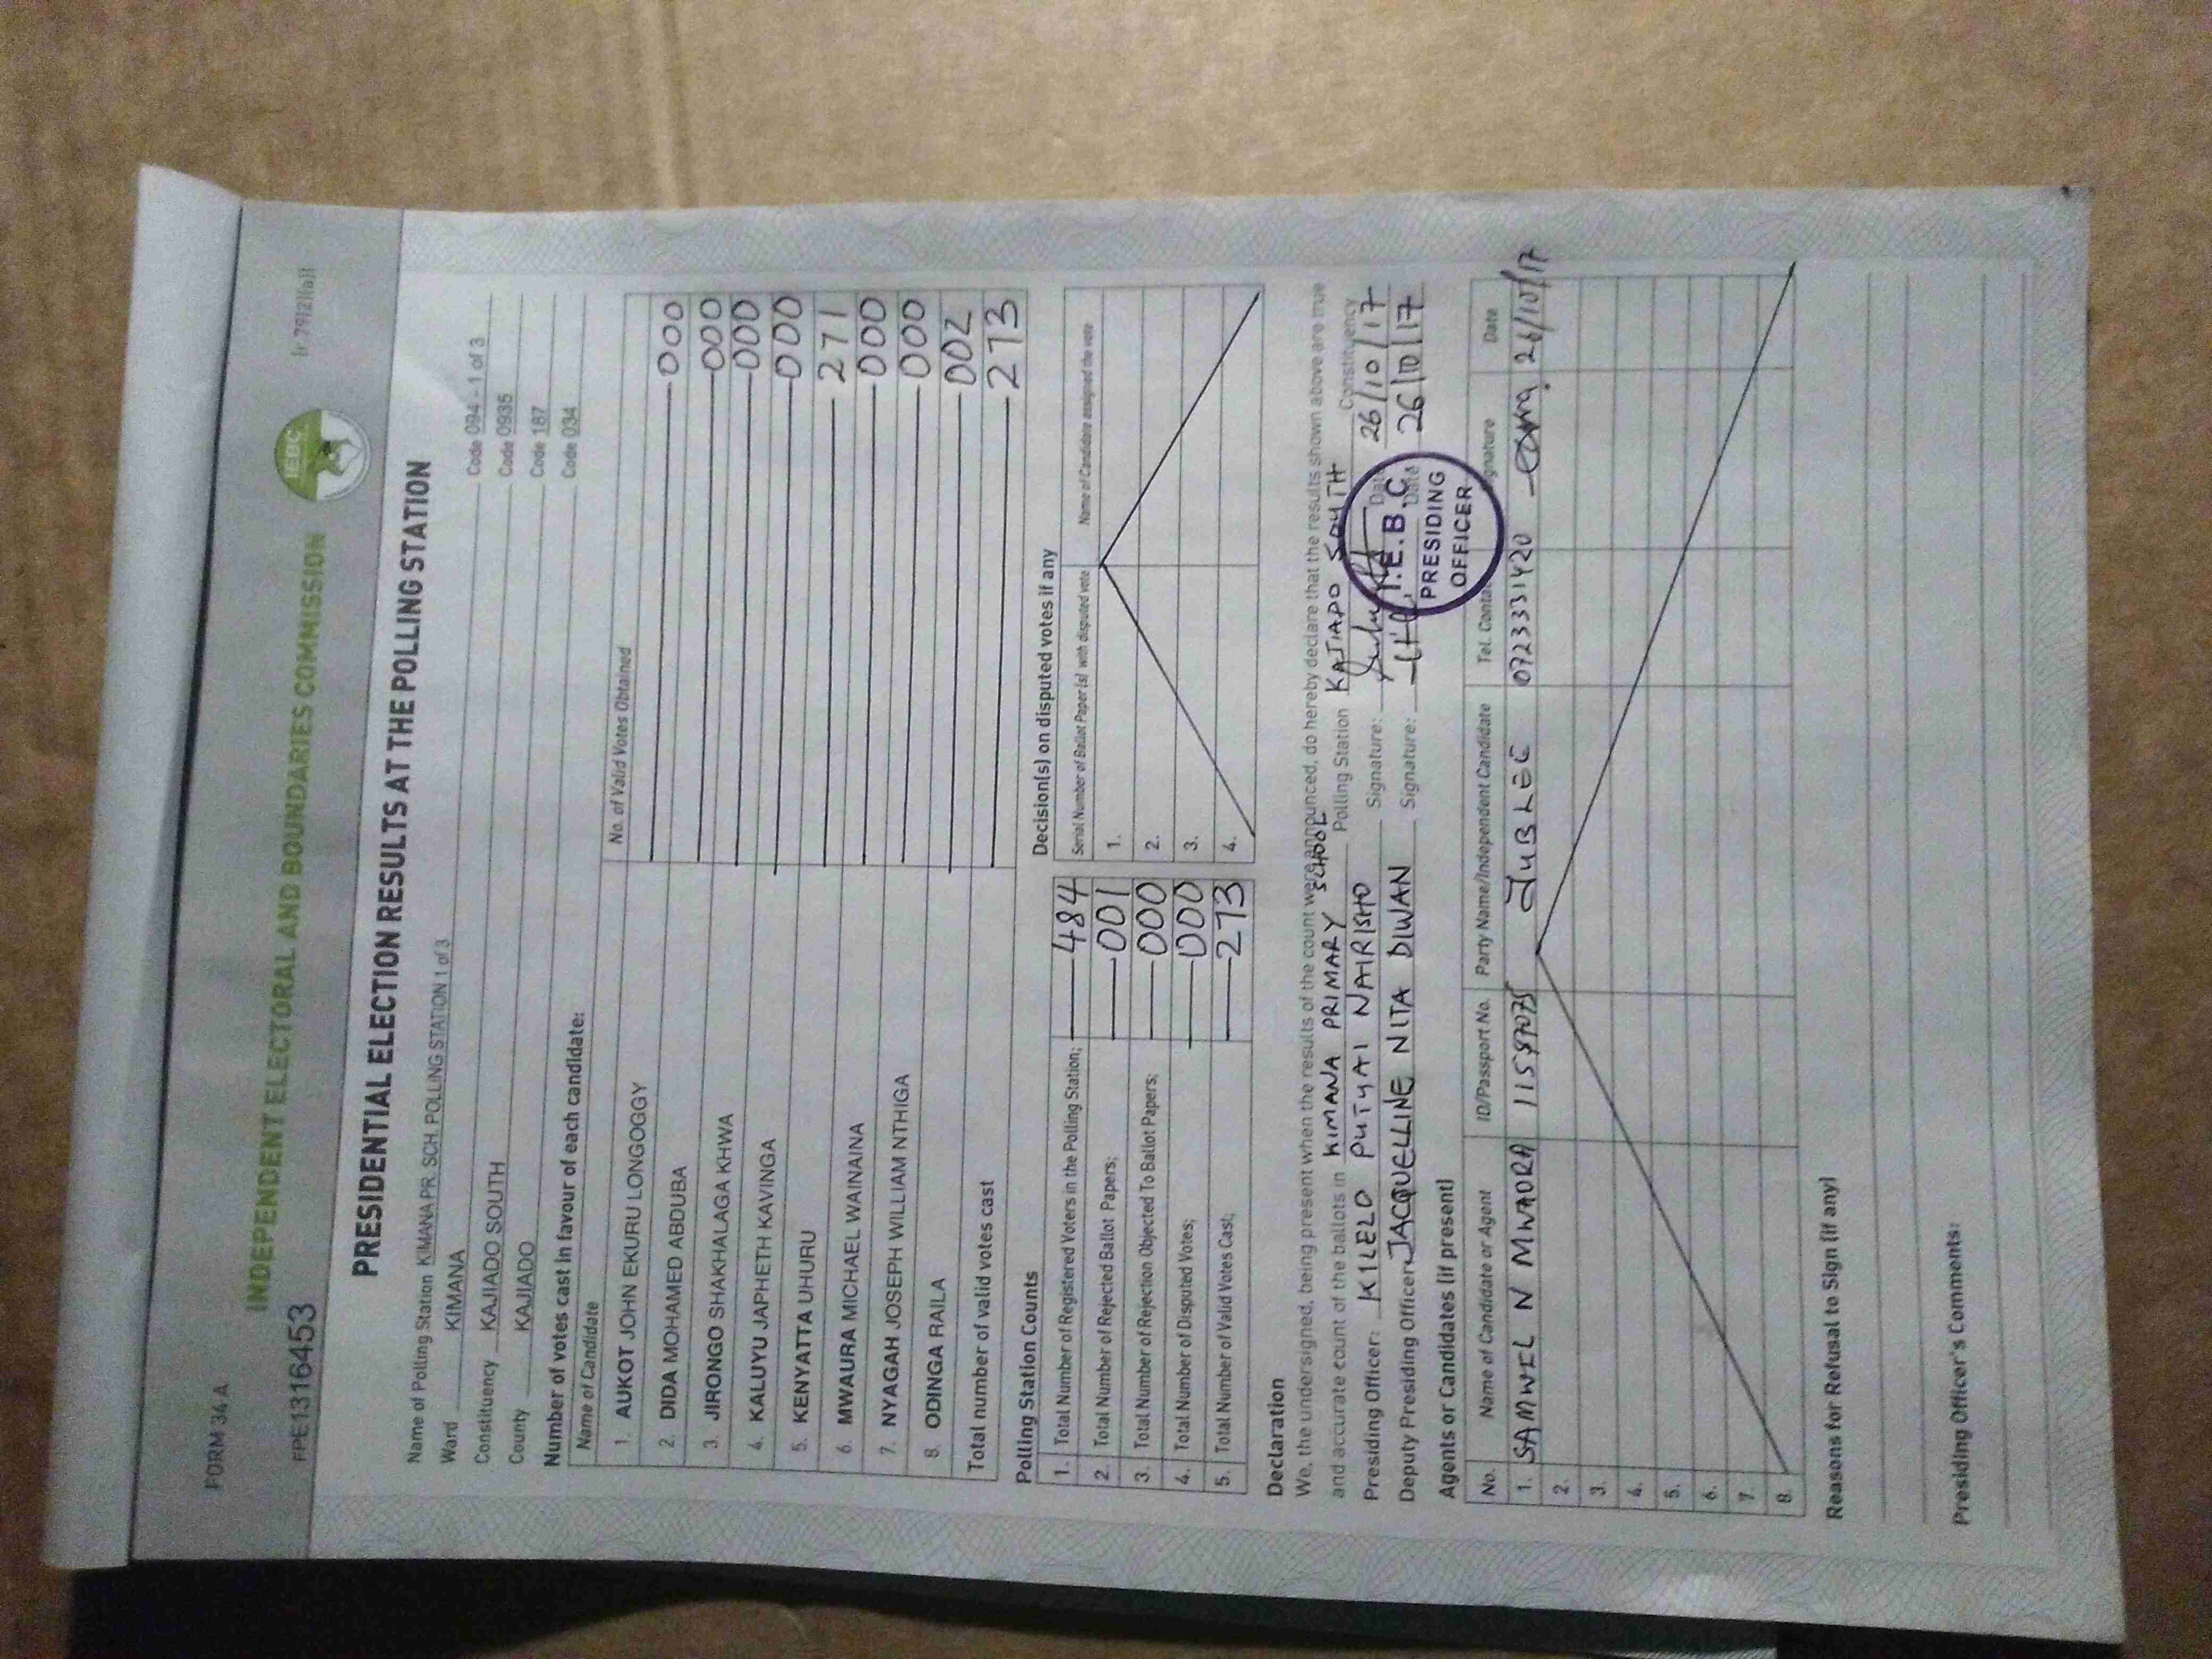 FORM 34 A
INDEPENDENT ELECTORAL AND BOUNDARIES COMMISSION
IEBC
FPE1316453
(r.79(2)(a))
PRESIDENTIAL ELECTION RESULTS AT THE POLLING STATION
Name of Polling Station KIMANA PR. SCH. POLLING STATION 1 of 3 Code 094 - 1 of 3
Ward KIMANA Code 0935
Constituency KAJIADO SOUTH Code 187
County KAJIADO Code 034
Number of votes cast in favour of each candidate:
Name of Candidate No. of Valid Votes Obtained
1. AUKOT JOHN EKURU LONGOGGY 000
2. DIDA MOHAMED ABDUBA 000
3. JIRONGO SHAKHALAGA KHWA 000
4. KALUYU JAPHETH KAVINGA 000
5. KENYATTA UHURU 271
6. MWAURA MICHAEL WAINAINA 000
7. NYAGAH JOSEPH WILLIAM NTHIGA 000
8. ODINGA RAILA 002
Total number of valid votes cast 273
Polling Station Counts
1. Total Number of Registered Voters in the Polling Station; 484
2. Total Number of Rejected Ballot Papers; 001
3. Total Number of Rejection Objected To Ballot Papers; 000
4. Total Number of Disputed Votes; 000
5. Total Number of Valid Votes Cast; 273
Decision(s) on disputed votes if any
Serial Number of Ballot Paper(s) with disputed vote Name of Candidate assigned the vote
1.
2.
3.
4.
Declaration
We, the undersigned, being present when the results of the count were announced, do hereby declare that the results shown above are true
and accurate count of the ballots in KIMANA PRIMARY SCHOOL Polling Station KAJIADO SOUTH Constituency
Presiding Officer: KILELO PUTYAI NAIRISHO Signature: Date 26/10/17
Deputy Presiding Officer: JACQUELLINE NITA DIWAN Signature: Date 26/10/17
I.E.B.C
PRESIDING
OFFICER
Agents or Candidates (if present)
No. Name of Candidate or Agent ID/Passport No. Party Name/Independent Candidate Tel. Contact Signature Date
1. SAMWEL N MWAORA 11587075 JUBLEE 0723331420 26/10/17
2.
3.
4.
5.
6.
7.
8.
Reasons for Refusal to Sign (if any)
Presiding Officer's Comments: